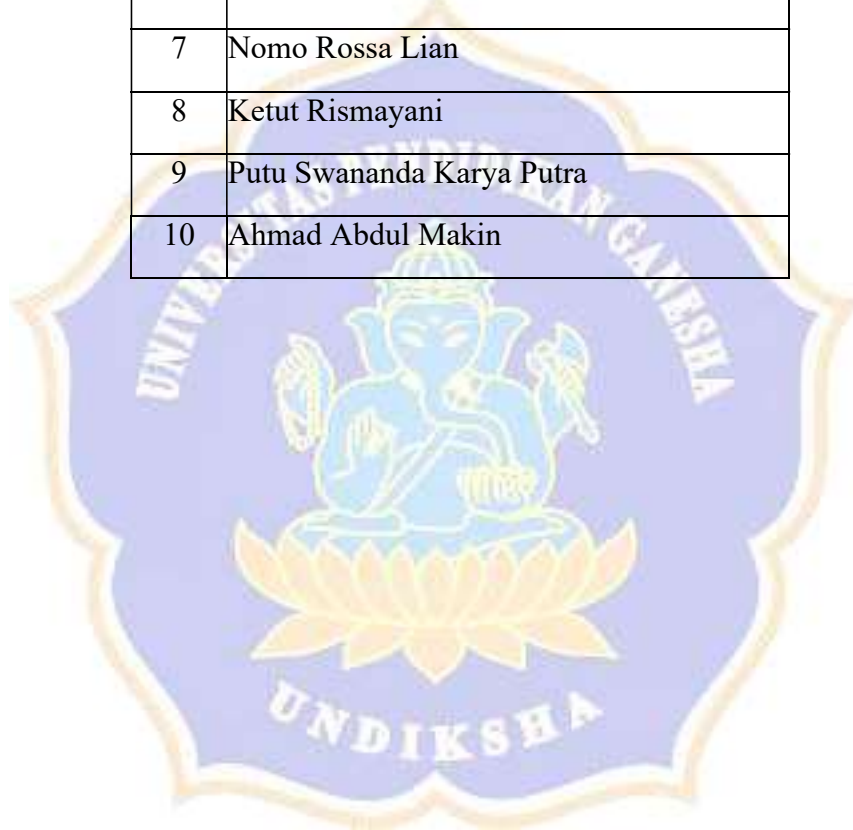 7 Nomo Rossa Lian
8 Ketut Rismayani
9 Putu Swananda Karya Putra
10 Ahmad Abdul Makin
UNIVERSITAS PENDIDIKAN GANESHA
UNDIKSHA